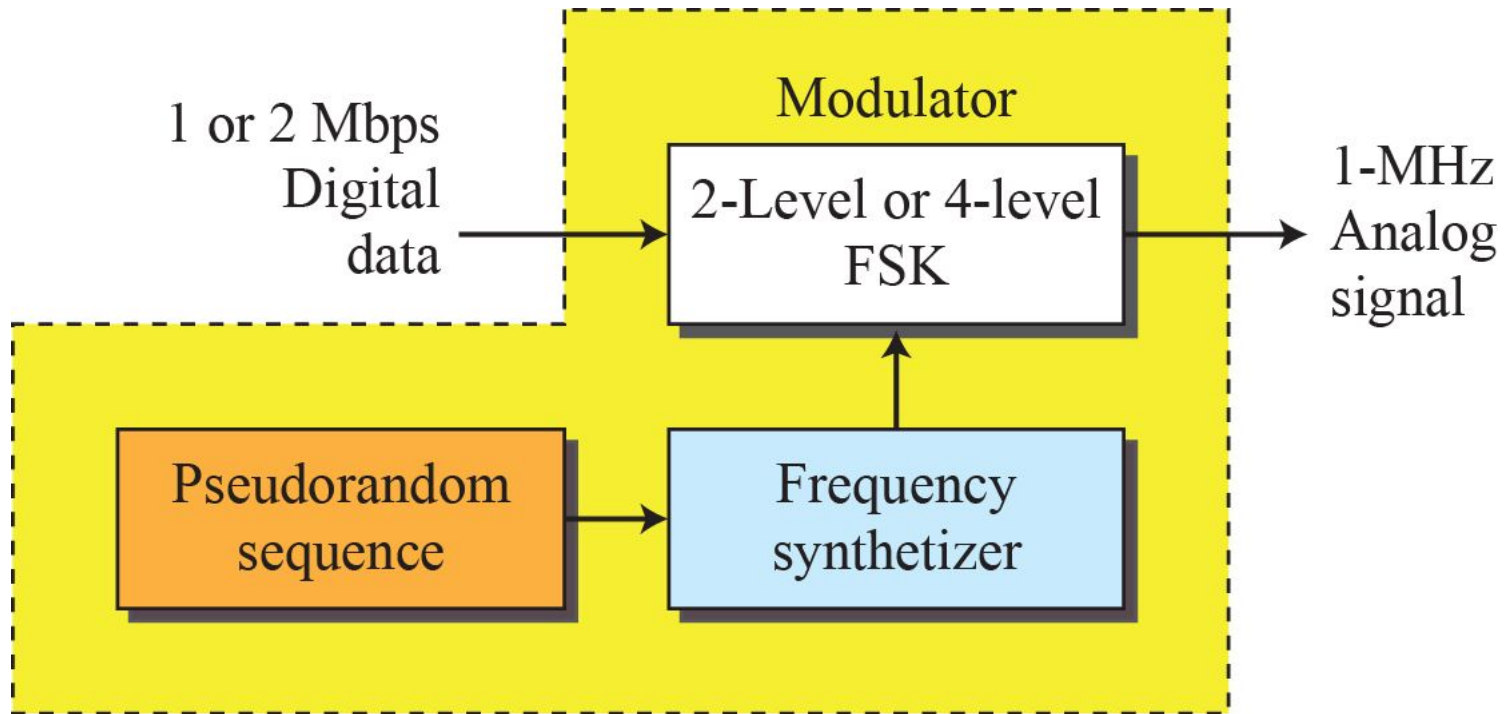 Modulator
1 or 2 Mbps
Digital
data
2-Level or 4-level
FSK
1-MHz
Analog
signal
Pseudorandom
sequence
Frequency
synthetizer